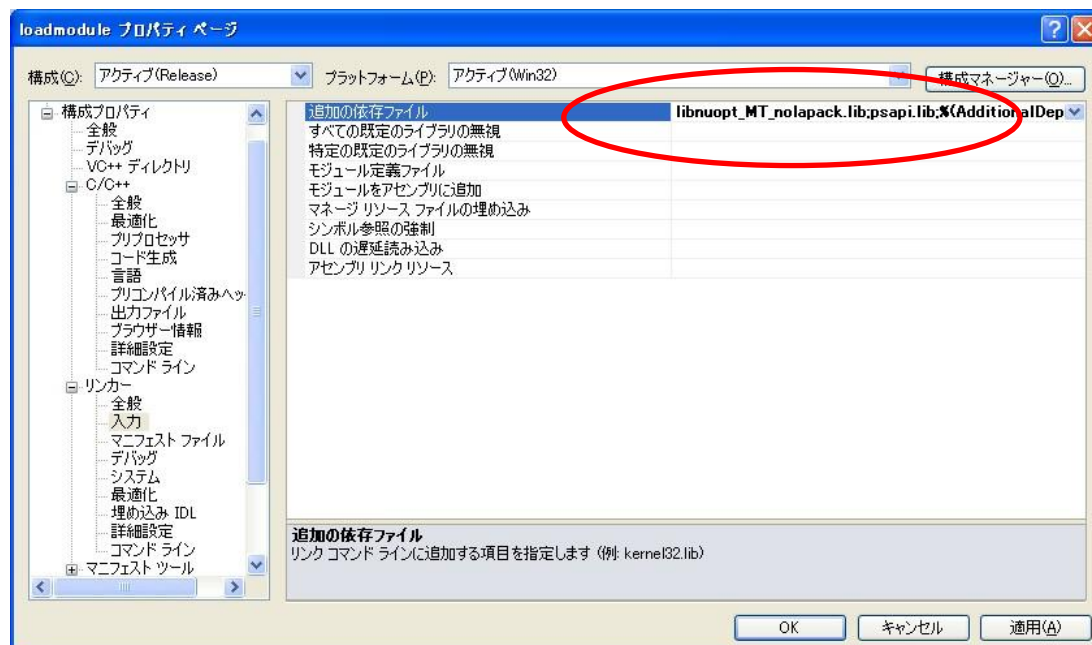 loadmodule プロパティ ページ
構成(C): アクティブ(Release) プラットフォーム(P): アクティブ(Win32) 構成マネージャー(O)...
構成プロパティ
全般
デバッグ
VC++ ディレクトリ
C/C++
全般
最適化
プリプロセッサ
コード生成
言語
プリコンパイル済みヘッ
出力ファイル
ブラウザー情報
詳細設定
コマンド ライン
リンカー
全般
入力
マニフェスト ファイル
デバッグ
システム
最適化
埋め込み IDL
詳細設定
コマンド ライン
マニフェスト ツール
追加の依存ファイル libnuopt_MT_nolapack.lib;psapi.lib;%(AdditionalDep
すべての既定のライブラリの無視
特定の既定のライブラリの無視
モジュール定義ファイル
モジュールをアセンブリに追加
マネージ リソース ファイルの埋め込み
シンボル参照の強制
DLL の遅延読み込み
アセンブリ リンク リソース
追加の依存ファイル
リンク コマンド ラインに追加する項目を指定します (例: kernel32.lib)
OK キャンセル 適用(A)